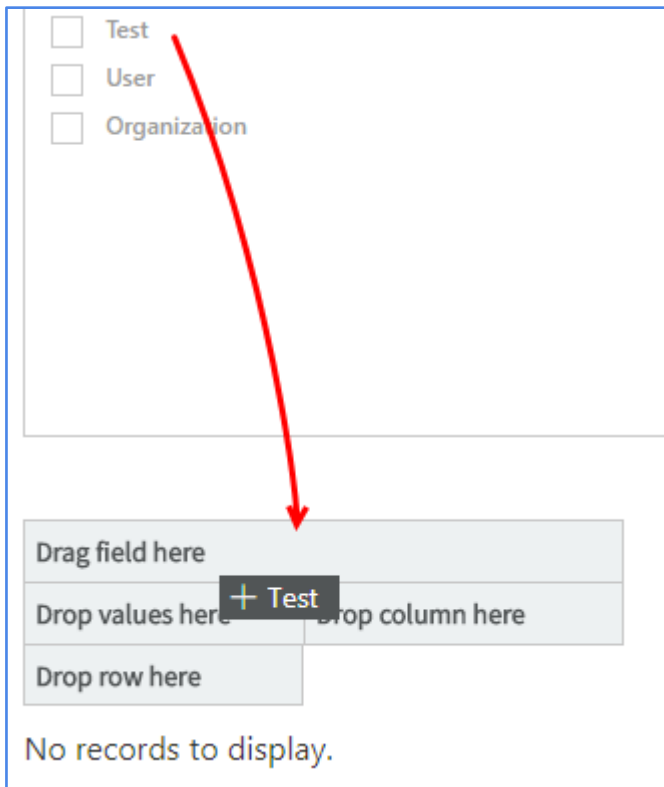 Test
User
Organization
Drag field here
+ Test
Drop values here Drop column here
Drop row here
No records to display.